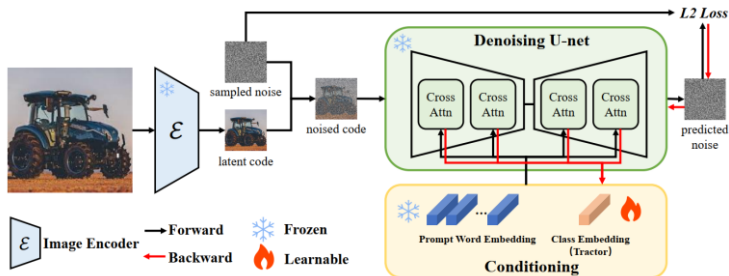 L2 Loss
Denoising U-net
sampled noise
ℰ
latent code
noised code
Cross Attn
Cross Attn
Cross Attn
Cross Attn
predicted noise
Prompt Word Embedding
...
Class Embedding
(Tractor)
Conditioning
ℰ
Image Encoder
Forward
Backward
Frozen
Learnable